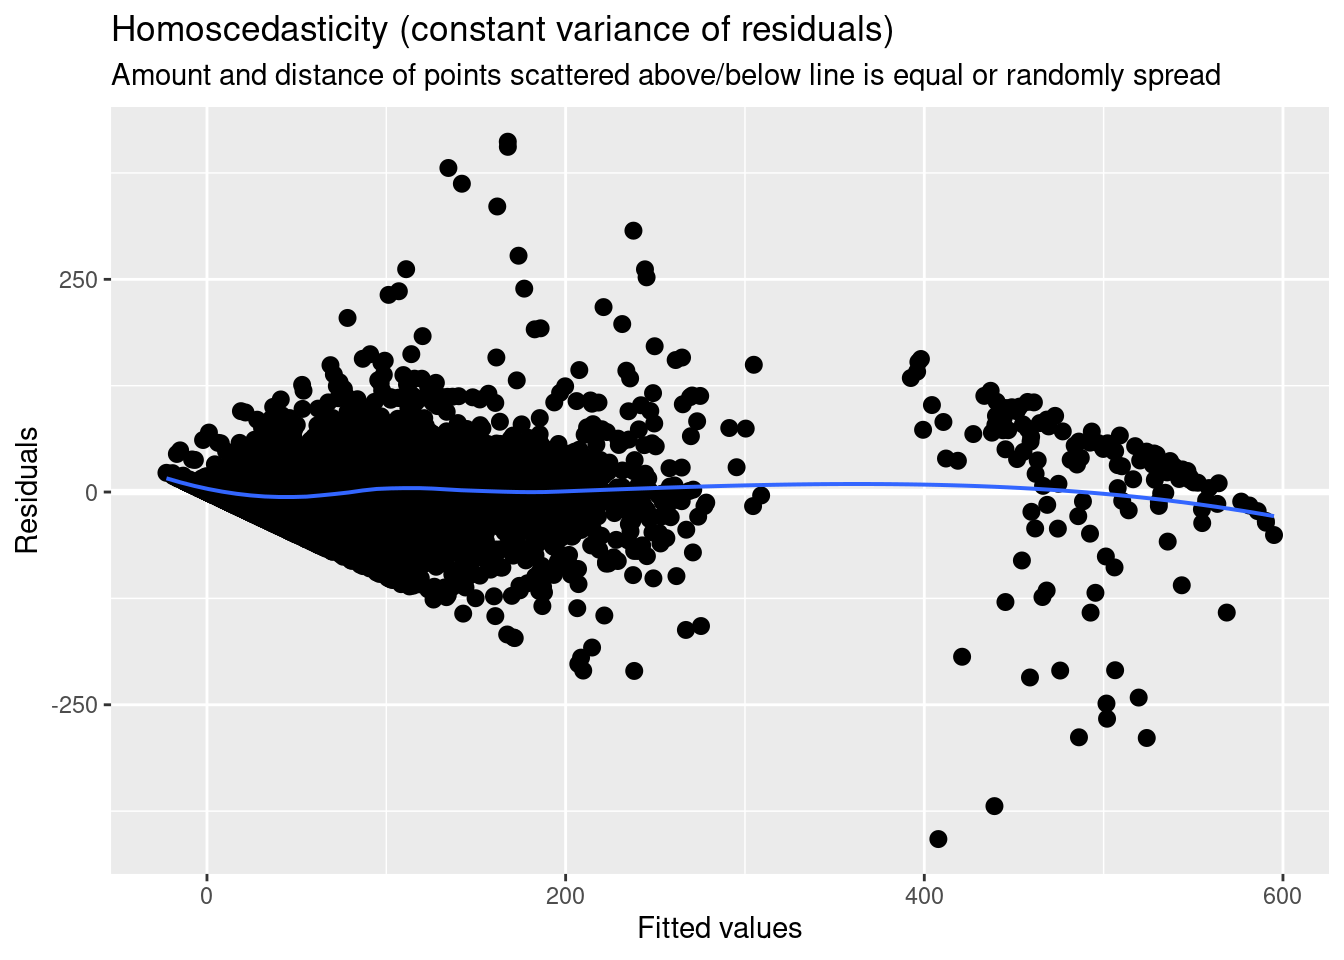 Homoscedasticity (constant variance of residuals)
Amount and distance of points scattered above/below line is equal or randomly spread
Residuals
250
0
-250
0
200
400
600
Fitted values